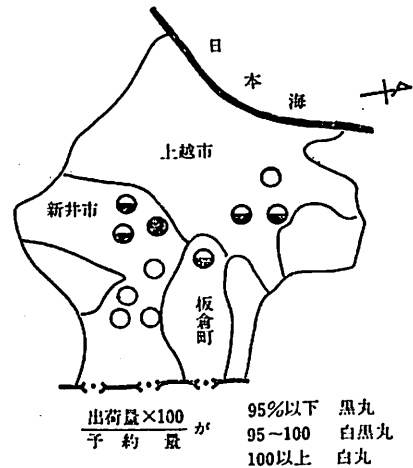 日本海
上越市
新井市
板倉町
出荷量×100
予約量
が
95%以下 黒丸
95~100 白黒丸
100以上 白丸